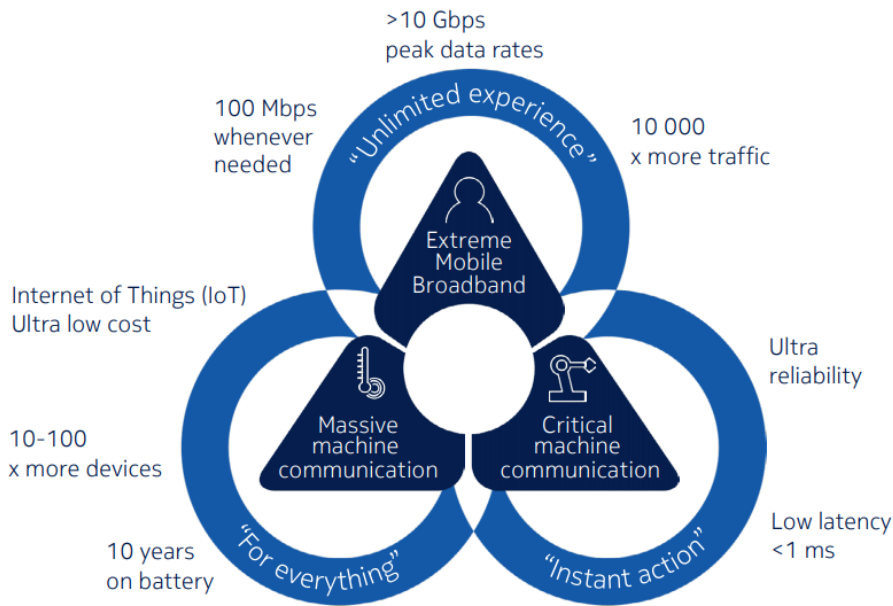 >10 Gbps
peak data rates
100 Mbps
whenever
needed
“Unlimited experience”
10 000
x more traffic
Extreme
Mobile
Broadband
Internet of Things (IoT)
Ultra low cost
Ultra
reliability
Massive
machine
communication
Critical
machine
communication
10-100
x more devices
10 years
on battery
“For everything”
“Instant action”
Low latency
<1 ms